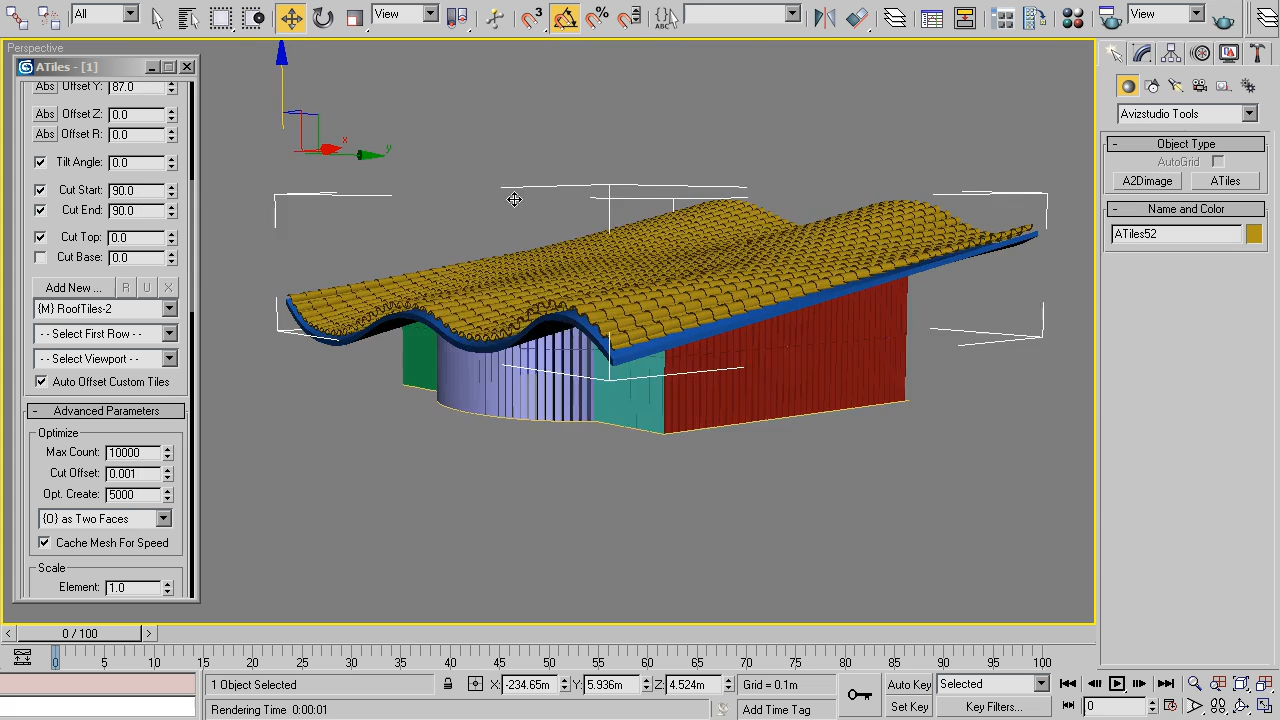 All
View
3
ABC
View
Perspective
ATiles - [1]
Abs Offset Y: 87.0
Abs Offset Z: 0.0
Abs Offset R: 0.0
Tilt Angle: 0.0
Cut Start: 90.0
Cut End: 90.0
Cut Top: 0.0
Cut Base: 0.0
Add New ... R U X
{M} RoofTiles-2
- - Select First Row - -
- - Select Viewport - -
Auto Offset Custom Tiles
- Advanced Parameters
Optimize
Max Count: 10000
Cut Offset: 0.001
Opt. Create: 5000
{O} as Two Faces
Cache Mesh For Speed
Scale
Element: 1.0
x
y
Avizstudio Tools
- Object Type
AutoGrid
A2Dimage ATiles
- Name and Color
ATiles52
< 0 / 100 >
0 5 10 15 20 25 30 35 40 45 50 55 60 65 70 75 80 85 90 95 100
1 Object Selected X: -234.65m Y: 5.936m Z: 4.524m Grid = 0.1m Auto Key Selected
Rendering Time 0:00:01 Add Time Tag Set Key Key Filters... 0